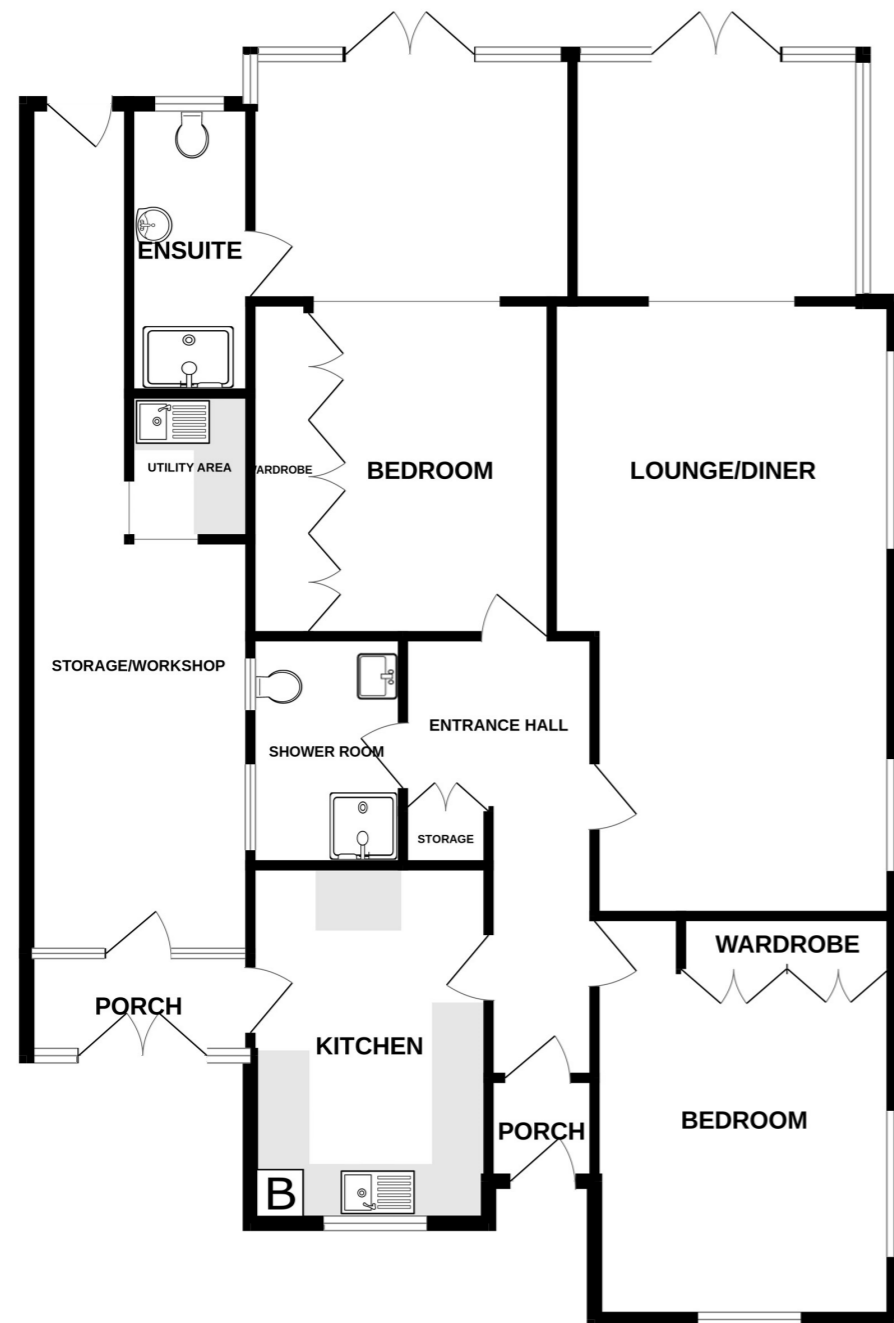 ENSUITE
UTILITY AREA
WARDROBE
BEDROOM
LOUNGE/DINER
STORAGE/WORKSHOP
SHOWER ROOM
ENTRANCE HALL
STORAGE
WARDROBE
PORCH
KITCHEN
PORCH
BEDROOM
B